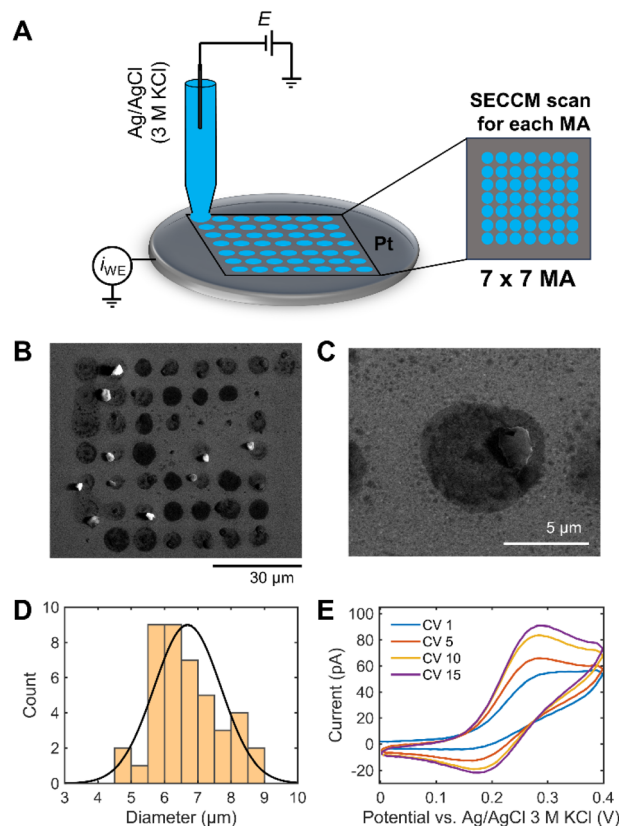 A
E
Ag/AgCl
(3 M KCl)
SECCM scan
for each MA
Pt
iWE
7 x 7 MA
B
C
30 µm
5 µm
D
E
10
8
6
4
2
0
Count
3 4 5 6 7 8 9 10
Diameter (µm)
100
80
60
40
20
0
-20
Current (pA)
CV 1
CV 5
CV 10
CV 15
0 0.1 0.2 0.3 0.4
Potential vs. Ag/AgCl 3 M KCl (V)